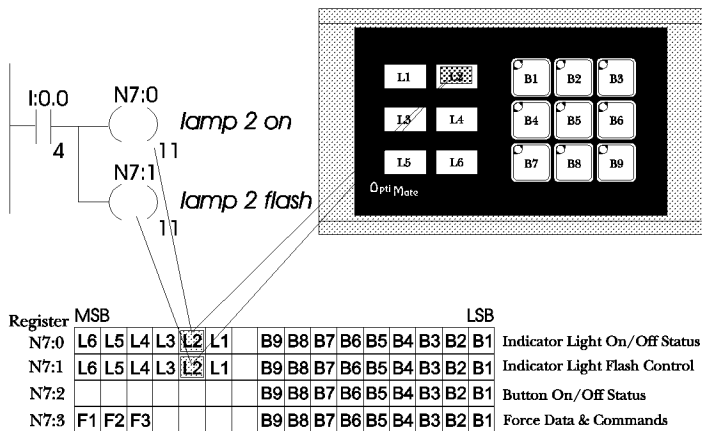 I:0.0
4
N7:0
lamp 2 on
11
N7:1
lamp 2 flash
11
L1 L2
L3 L4
L5 L6
B1 B2 B3
B4 B5 B6
B7 B8 B9
Opti Mate
Register MSB LSB
N7:0 L6 L5 L4 L3 L2 L1 B9 B8 B7 B6 B5 B4 B3 B2 B1 Indicator Light On/Off Status
N7:1 L6 L5 L4 L3 L2 L1 B9 B8 B7 B6 B5 B4 B3 B2 B1 Indicator Light Flash Control
N7:2 B9 B8 B7 B6 B5 B4 B3 B2 B1 Button On/Off Status
N7:3 F1 F2 F3 B9 B8 B7 B6 B5 B4 B3 B2 B1 Force Data & Commands